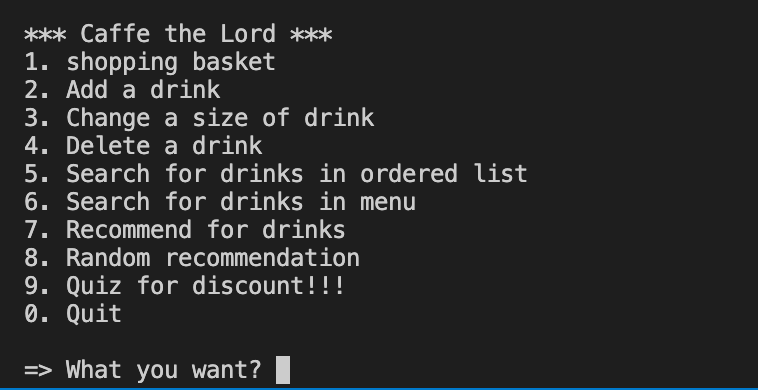 *** Caffe the Lord ***
1. shopping basket
2. Add a drink
3. Change a size of drink
4. Delete a drink
5. Search for drinks in ordered list
6. Search for drinks in menu
7. Recommend for drinks
8. Random recommendation
9. Quiz for discount!!!
0. Quit
=> What you want?